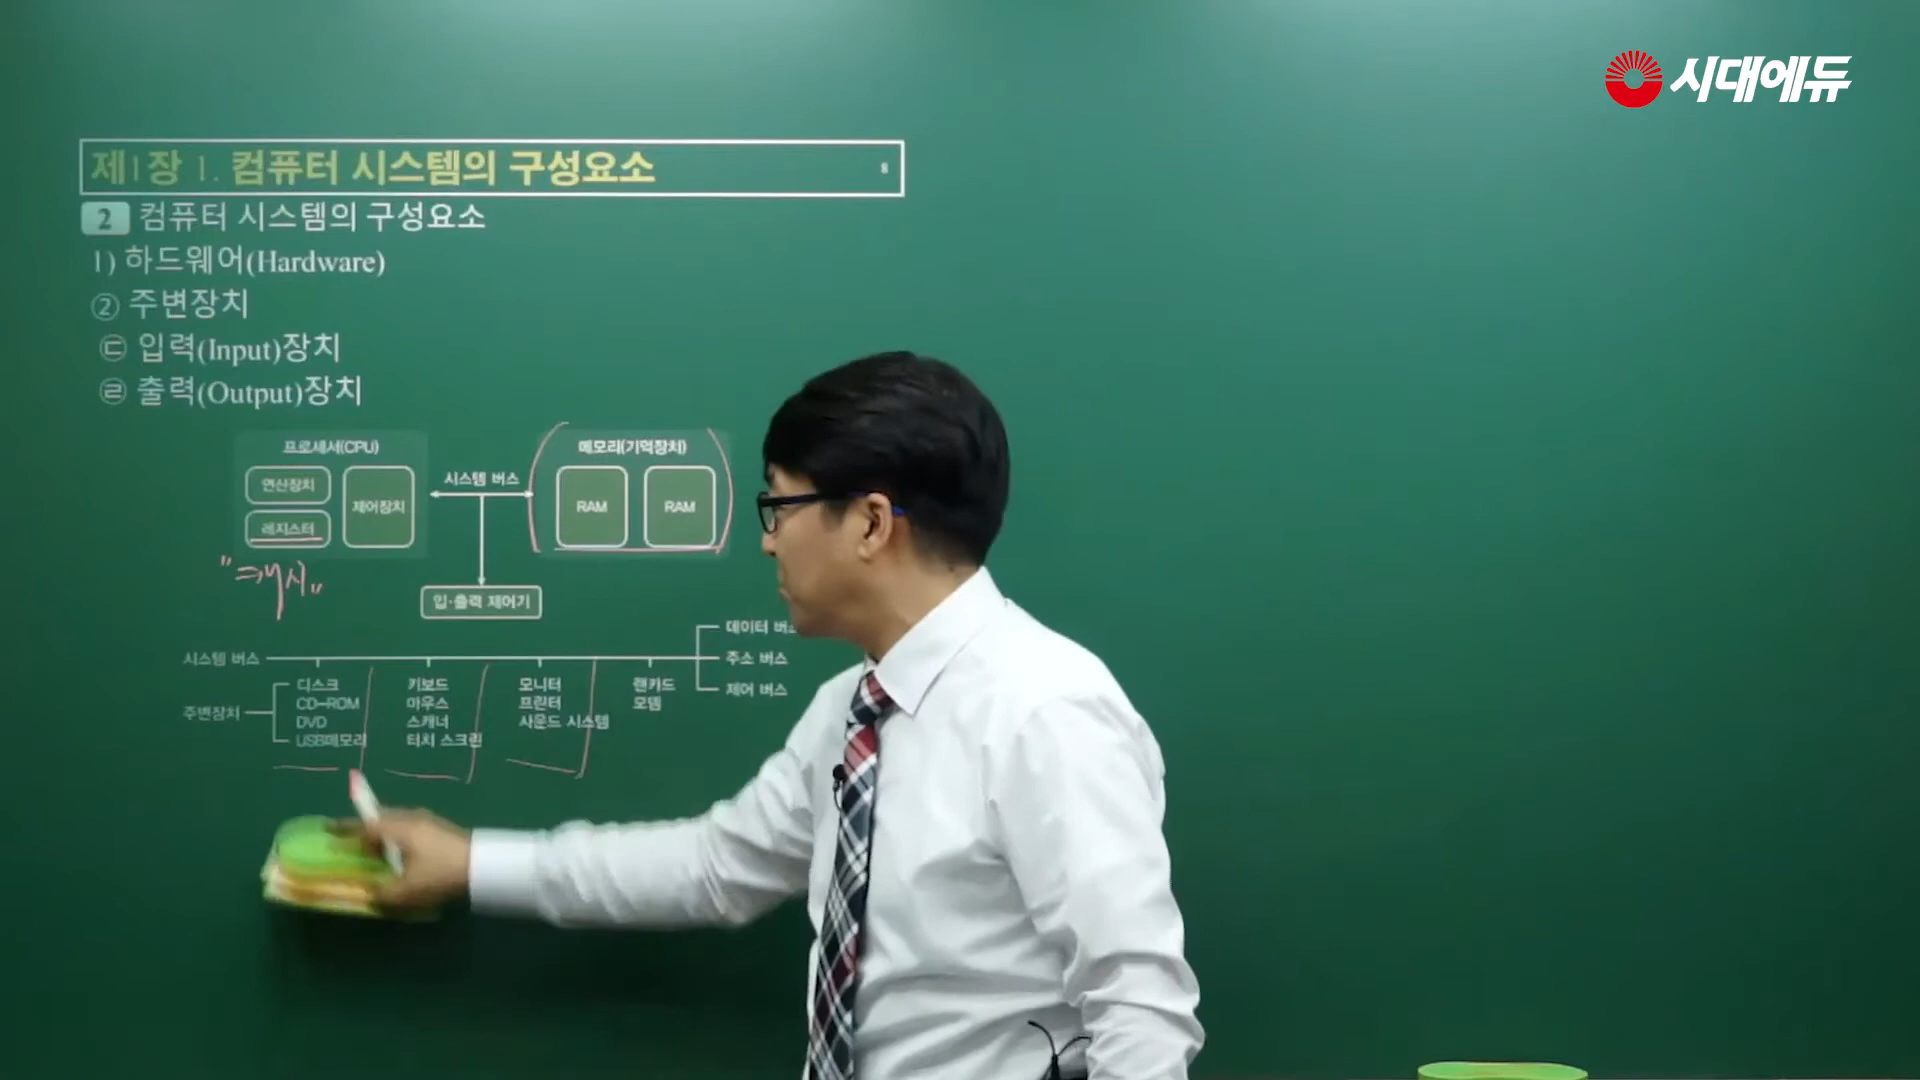 시대에듀
제1장 1. 컴퓨터 시스템의 구성요소 8
2 컴퓨터 시스템의 구성요소
1) 하드웨어(Hardware)
② 주변장치
㉢ 입력(Input)장치
㉣ 출력(Output)장치
프로세서(CPU)
연산장치
레지스터
제어장치
시스템 버스
메모리(기억장치)
RAM
RAM
"캐시"
입·출력 제어기
시스템 버스
데이터 버스
주소 버스
제어 버스
주변장치
디스크
CD-ROM
DVD
USB메모리
키보드
마우스
스캐너
터치 스크린
모니터
프린터
사운드 시스템
랜카드
모뎀